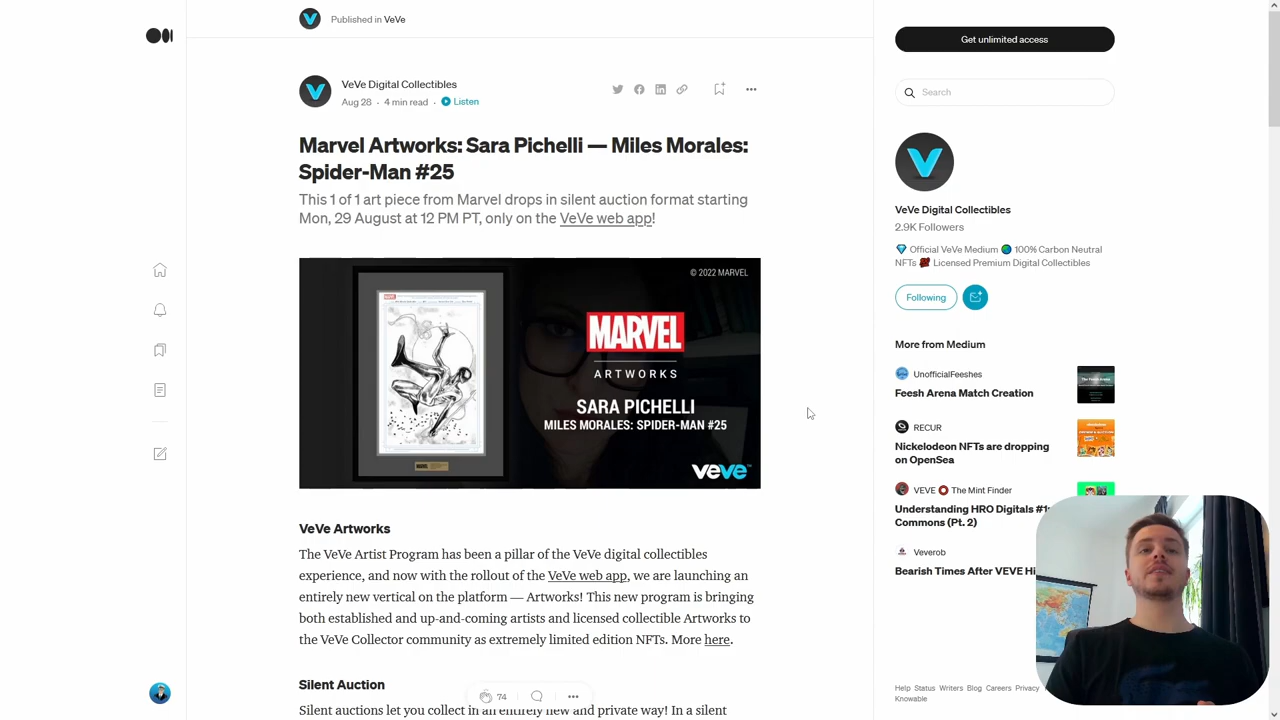 Published in VeVe
VeVe Digital Collectibles
Aug 28 · 4 min read · Listen
Marvel Artworks: Sara Pichelli — Miles Morales:
Spider-Man #25
This 1 of 1 art piece from Marvel drops in silent auction format starting
Mon, 29 August at 12 PM PT, only on the VeVe web app!
© 2022 MARVEL
MARVEL
ARTWORKS
SARA PICHELLI
MILES MORALES: SPIDER-MAN #25
veve
VeVe Artworks
The VeVe Artist Program has been a pillar of the VeVe digital collectibles
experience, and now with the rollout of the VeVe web app, we are launching an
entirely new vertical on the platform — Artworks! This new program is bringing
both established and up-and-coming artists and licensed collectible Artworks to
the VeVe Collector community as extremely limited edition NFTs. More here.
Silent Auction
74
Silent auctions let you collect in an entirely new and private way! In a silent
Get unlimited access
Search
VeVe Digital Collectibles
2.9K Followers
Official VeVe Medium 100% Carbon Neutral
NFTs Licensed Premium Digital Collectibles
Following
More from Medium
UnofficialFeeshes
Feesh Arena Match Creation
RECUR
Nickelodeon NFTs are dropping
on OpenSea
VEVE The Mint Finder
Understanding HRO Digitals #1:
Commons (Pt. 2)
Veverob
Bearish Times After VEVE Hi
Help Status Writers Blog Careers Privacy
Knowable